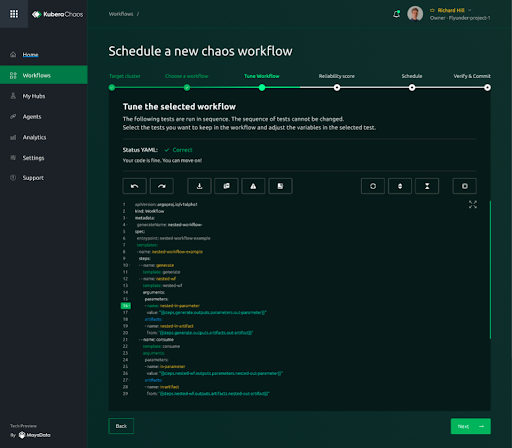 KuberaChaos
Workflows /
Richard Hill
Owner - Flyounder-project-1
Home
Workflows
My Hubs
Agents
Analytics
Settings
Support
Schedule a new chaos workflow
Target cluster Choose a workflow Tune Workflow Reliability score Schedule Verify & Commit
Tune the selected workflow
The following tests are run in sequence. The sequence of tests cannot be changed.
Select the tests you want to keep in the workflow and adjust the variables in the selected test.
Status YAML: Correct
Your code is fine. You can move on!
1 apiVersion: argoproj.io/v1alpha1
2 kind: Workflow
3 metadata:
4 generateName: nested-workflow-
5 spec:
6 entrypoint: nested-workflow-example
7 templates:
8 - name: nested-workflow-example
9 steps:
10 - - name: generate
11 template: generate
12 - - name: nested-wf
13 template: nested-wf
14 arguments:
15 parameters:
16 - name: nested-in-parameter
17 value: "{{steps.generate.outputs.parameters.out-parameter}}"
18 artifacts:
19 - name: nested-in-artifact
20 from: "{{steps.generate.outputs.artifacts.out-artifact}}"
21 - - name: consume
22 template: consume
23 arguments:
24 parameters:
25 - name: in-parameter
26 value: "{{steps.nested-wf.outputs.parameters.nested-out-parameter}}"
27 artifacts:
28 - name: in-artifact
29 from: "{{steps.nested-wf.outputs.artifacts.nested-out-artifact}}"
Back
Next
Tech Preview
By MayaData